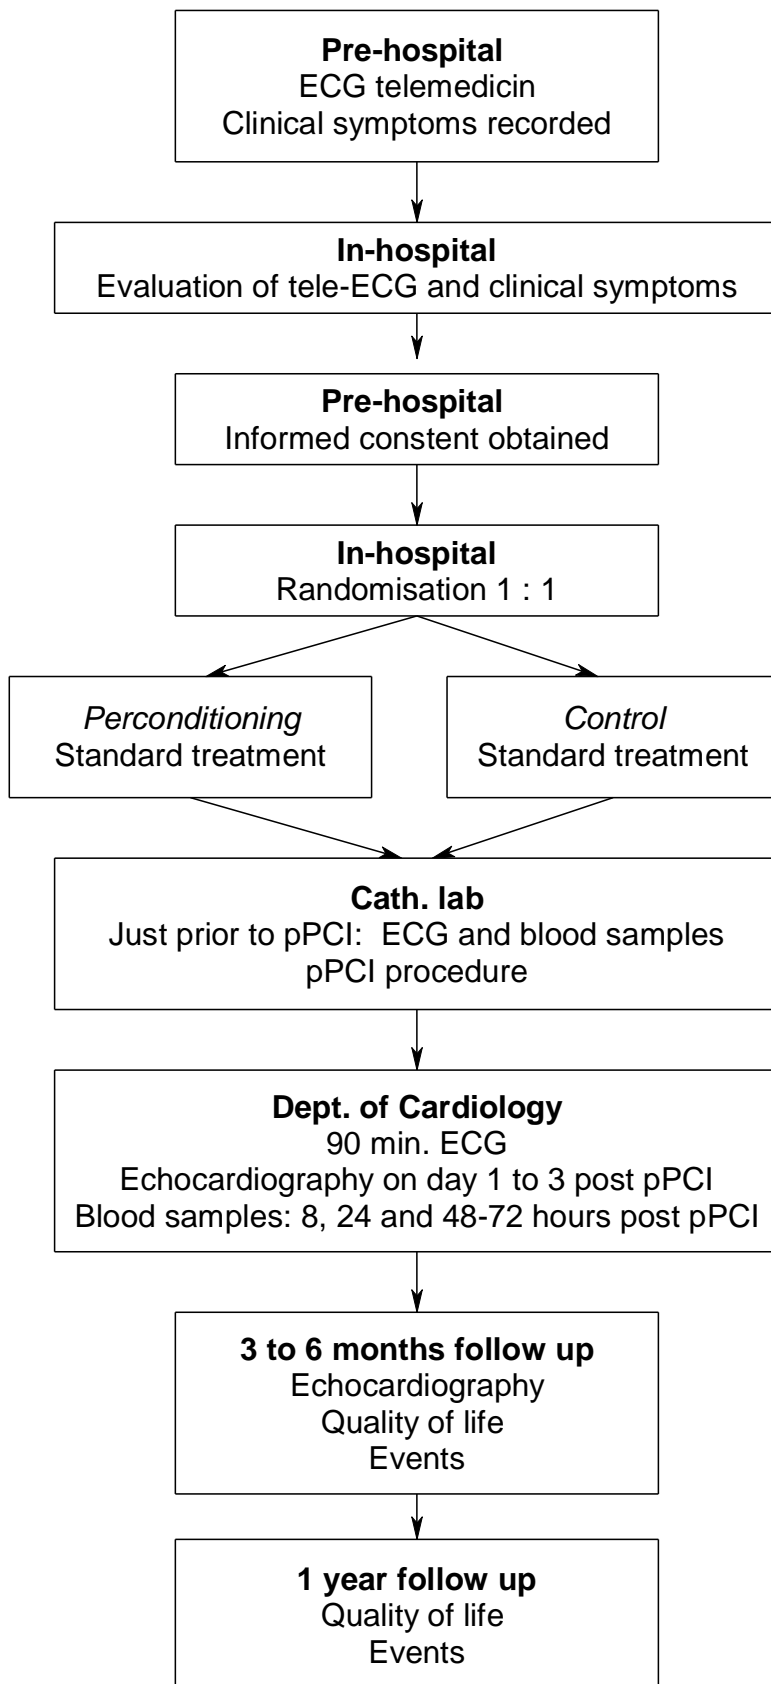 Pre-hospital
ECG telemedicin
Clinical symptoms recorded
In-hospital
Evaluation of tele-ECG and clinical symptoms
Pre-hospital
Informed constent obtained
In-hospital
Randomisation 1 : 1
Perconditioning
Standard treatment
Control
Standard treatment
Cath. lab
Just prior to pPCI:  ECG and blood samples
pPCI procedure
Dept. of Cardiology
90 min. ECG
Echocardiography on day 1 to 3 post pPCI
Blood samples: 8, 24 and 48-72 hours post pPCI
3 to 6 months follow up
Echocardiography
Quality of life
Events
1 year follow up
Quality of life
Events